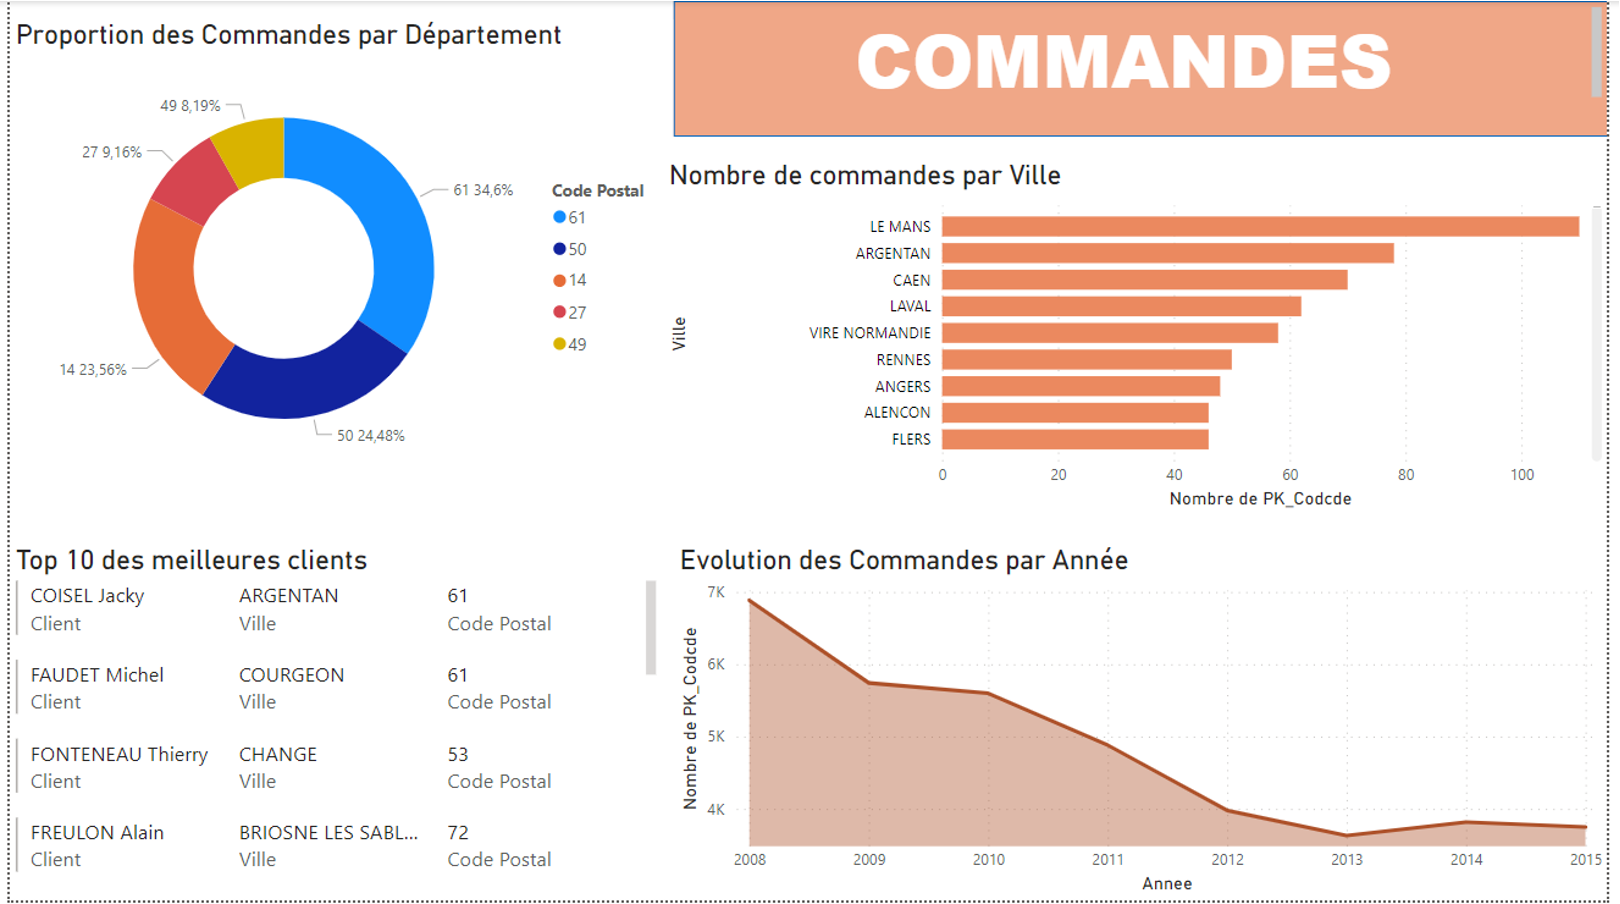 Proportion des Commandes par Département
49 8,19%
27 9,16%
61 34,6%
14 23,56%
50 24,48%
Code Postal
61
50
14
27
49
COMMANDES
Nombre de commandes par Ville
Ville
LE MANS
ARGENTAN
CAEN
LAVAL
VIRE NORMANDIE
RENNES
ANGERS
ALENCON
FLERS
0 20 40 60 80 100
Nombre de PK_Codcde
Top 10 des meilleures clients
COISEL Jacky ARGENTAN 61
Client Ville Code Postal
FAUDET Michel COURGEON 61
Client Ville Code Postal
FONTENEAU Thierry CHANGE 53
Client Ville Code Postal
FREULON Alain BRIOSNE LES SABL... 72
Client Ville Code Postal
Evolution des Commandes par Année
Nombre de PK_Codcde
7K
6K
5K
4K
2008 2009 2010 2011 2012 2013 2014 2015
Annee